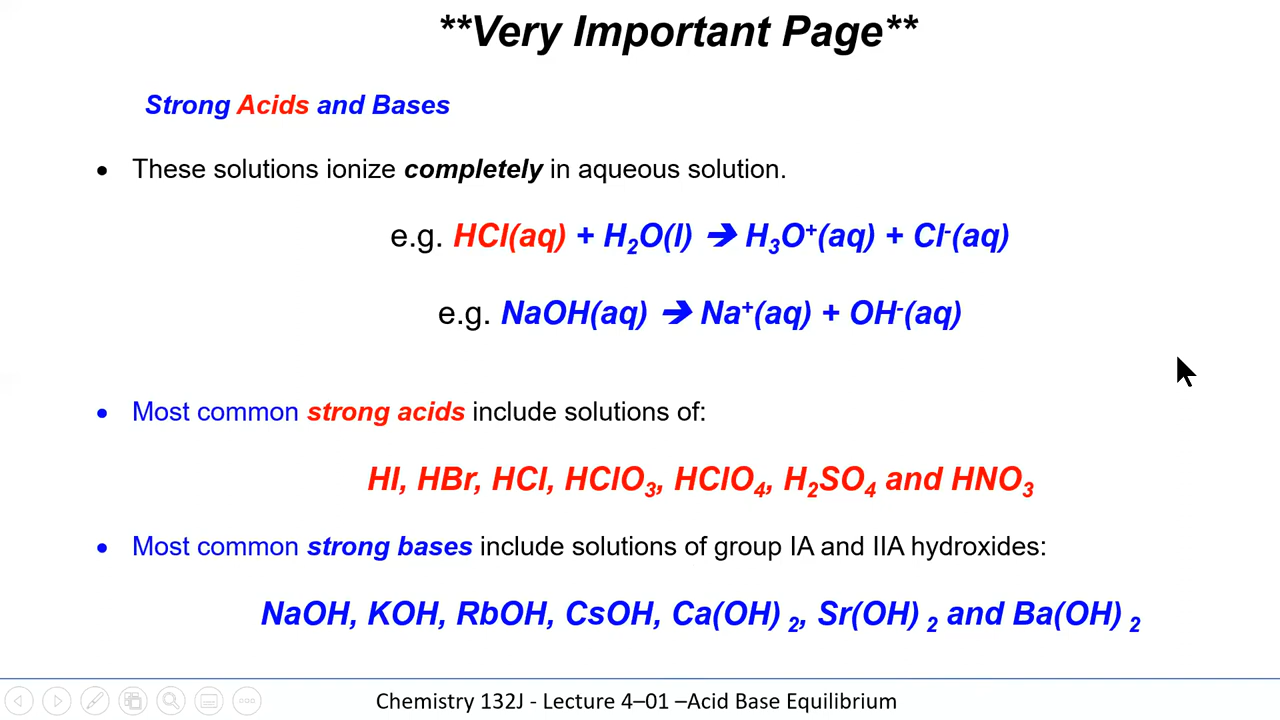 **Very Important Page**
Strong Acids and Bases
• These solutions ionize completely in aqueous solution.
e.g. HCl(aq) + H₂O(l) ➔ H₃O⁺(aq) + Cl⁻(aq)
e.g. NaOH(aq) ➔ Na⁺(aq) + OH⁻(aq)
• Most common strong acids include solutions of:
HI, HBr, HCl, HClO₃, HClO₄, H₂SO₄ and HNO₃
• Most common strong bases include solutions of group IA and IIA hydroxides:
NaOH, KOH, RbOH, CsOH, Ca(OH) ₂, Sr(OH) ₂ and Ba(OH) ₂
Chemistry 132J - Lecture 4–01 –Acid Base Equilibrium